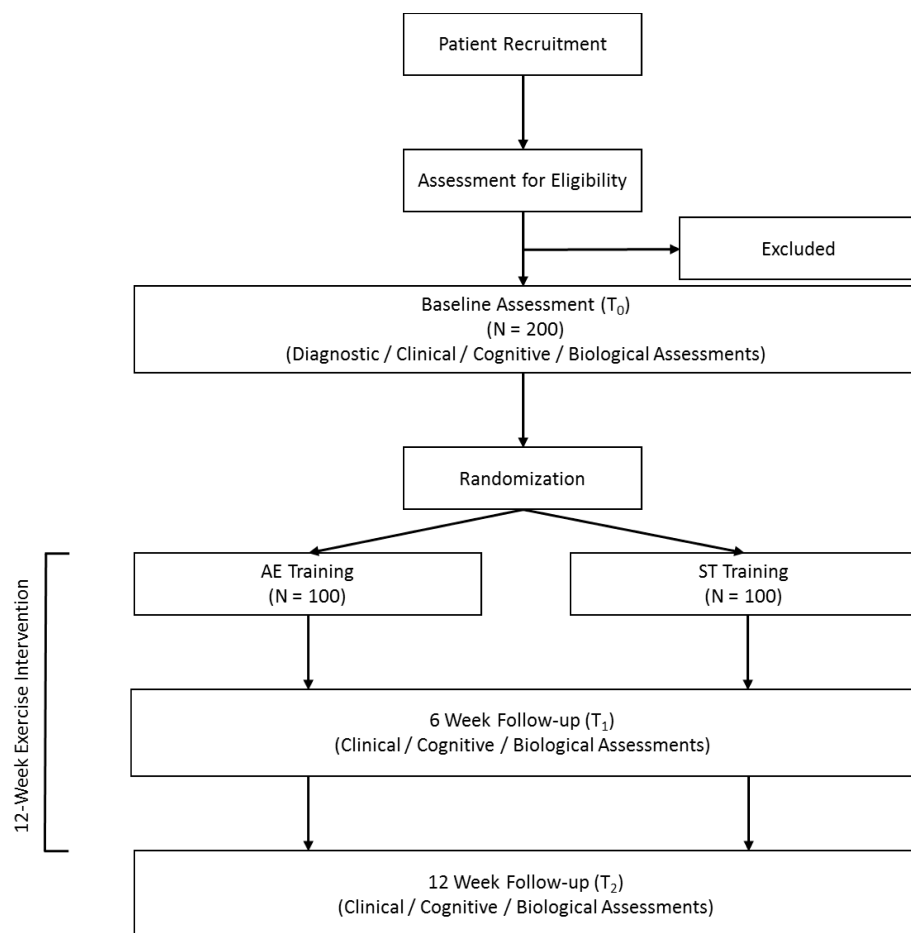 Patient Recruitment
Assessment for Eligibility
Excluded
Baseline Assessment (T₀)
(N = 200)
(Diagnostic / Clinical / Cognitive / Biological Assessments)
Randomization
12-Week Exercise Intervention
AE Training
(N = 100)
ST Training
(N = 100)
6 Week Follow-up (T₁)
(Clinical / Cognitive / Biological Assessments)
12 Week Follow-up (T₂)
(Clinical / Cognitive / Biological Assessments)